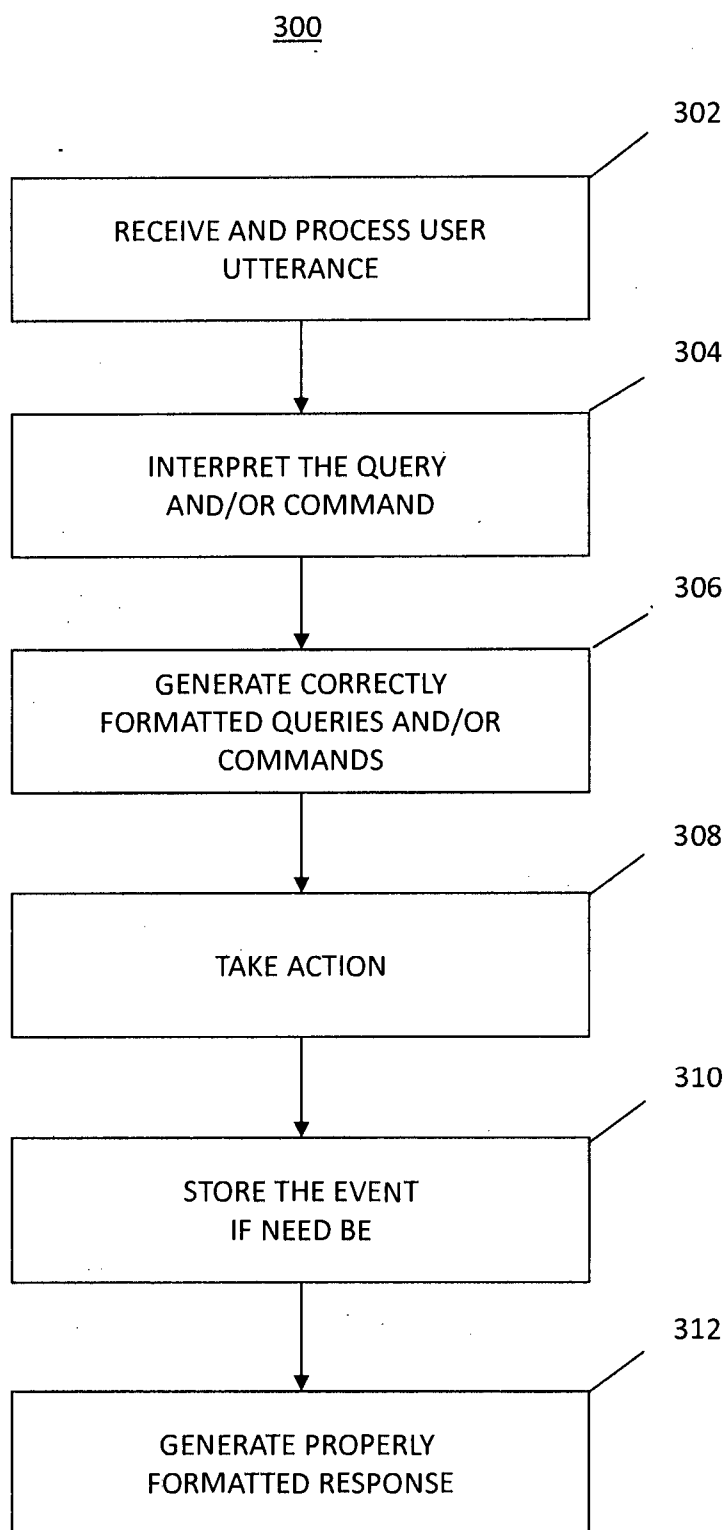 300
302
RECEIVE AND PROCESS USER
UTTERANCE
304
INTERPRET THE QUERY
AND/OR COMMAND
306
GENERATE CORRECTLY
FORMATTED QUERIES AND/OR
COMMANDS
308
TAKE ACTION
310
STORE THE EVENT
IF NEED BE
312
GENERATE PROPERLY
FORMATTED RESPONSE